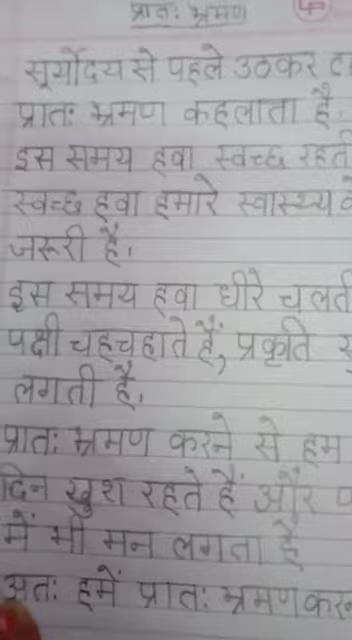 प्रातः भ्रमण
सूर्योदय से पहले उठकर
प्रातः भ्रमण कहलाता है।
इस समय हवा स्वच्छ रहती
स्वच्छ हवा हमारे स्वास्थ्य के
जरूरी है।
इस समय हवा धीरे चलती
पक्षी चहचहाते हैं, प्रकृति
लगती है।
प्रातः भ्रमण करने से हम
दिन खुश रहते हैं और
में भी मन लगता है
अतः हमें प्रातः भ्रमण करन